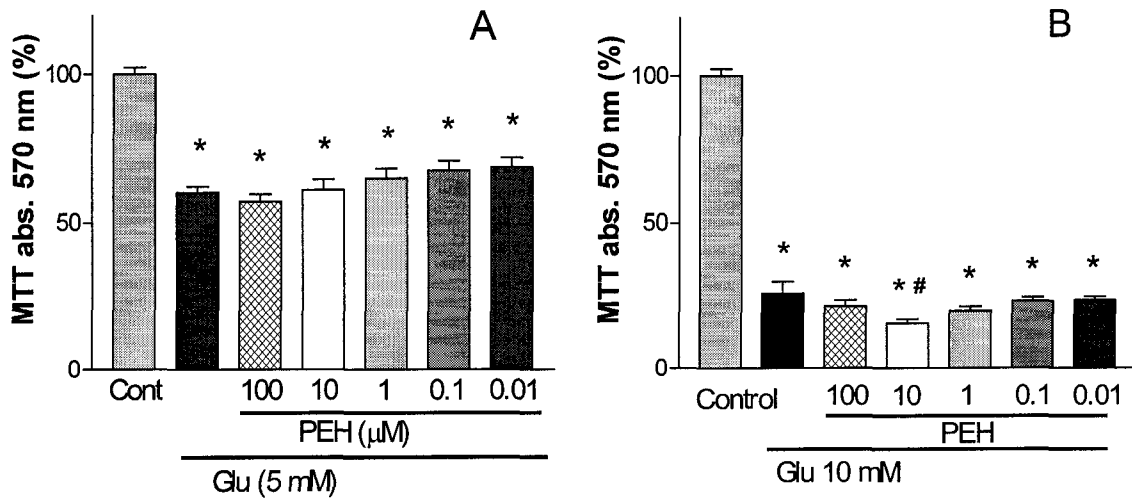 A
MTT abs. 570 nm (%)
100
50
0
* * * * * *
Cont 100 10 1 0.1 0.01
PEH (μM)
Glu (5 mM)
B
MTT abs. 570 nm (%)
100
50
0
* * * # * * *
Control 100 10 1 0.1 0.01
PEH
Glu 10 mM